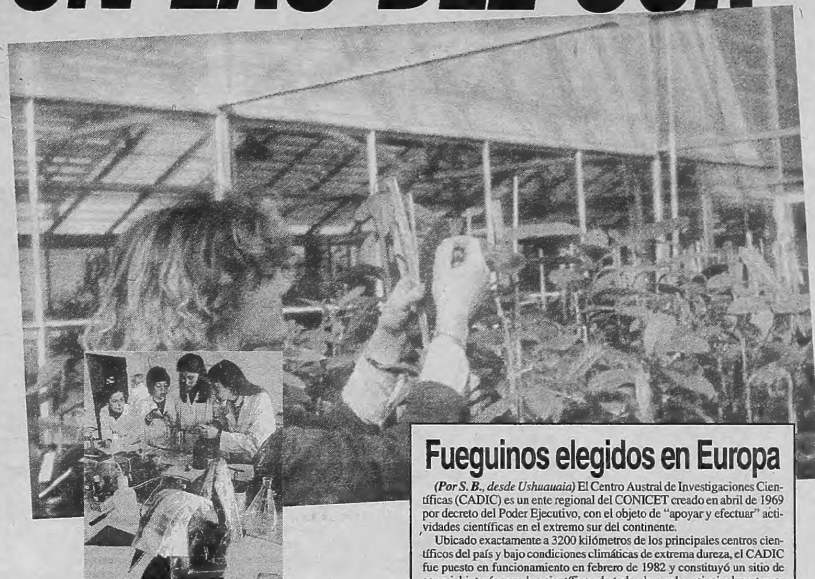 Fueguinos elegidos en Europa
(Por S. B., desde Ushuauaia) El Centro Austral de Investigaciones Cien-
tíficas (CADIC) es un ente regional del CONICET creado en abril de 1969
por decreto del Poder Ejecutivo, con el objeto de "apoyar y efectuar" acti-
vidades científicas en el extremo sur del continente.
Ubicado exactamente a 3200 kilómetros de los principales centros cien-
tíficos del país y bajo condiciones climáticas de extrema dureza, el CADIC
fue puesto en funcionamiento en febrero de 1982 y constituyó un sitio de